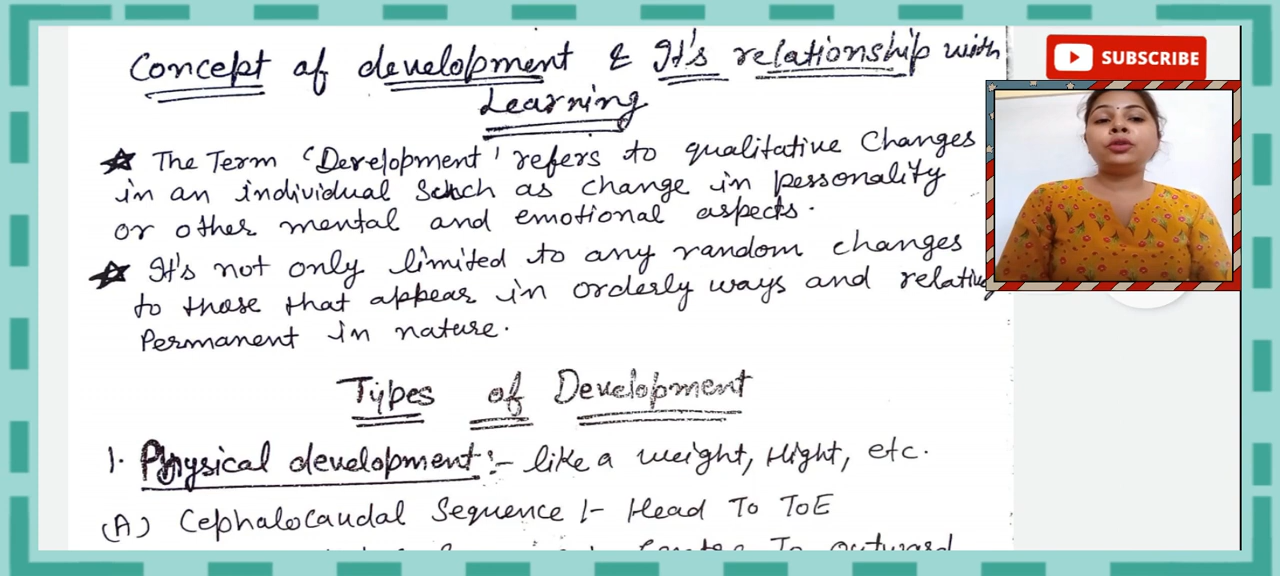 Concept of development & It's relationship with
Learning
The Term 'Development' refers to qualitative Changes
in an individual Such as change in personality
or other mental and emotional aspects.
It's not only limited to any random changes
to those that appear in orderly ways and relativ
Permanent in nature.
Types of Development
1. Physical development :- like a weight, Hight, etc.
(A) Cephalocaudal Sequence :- Head To ToE
To outward
SUBSCRIBE